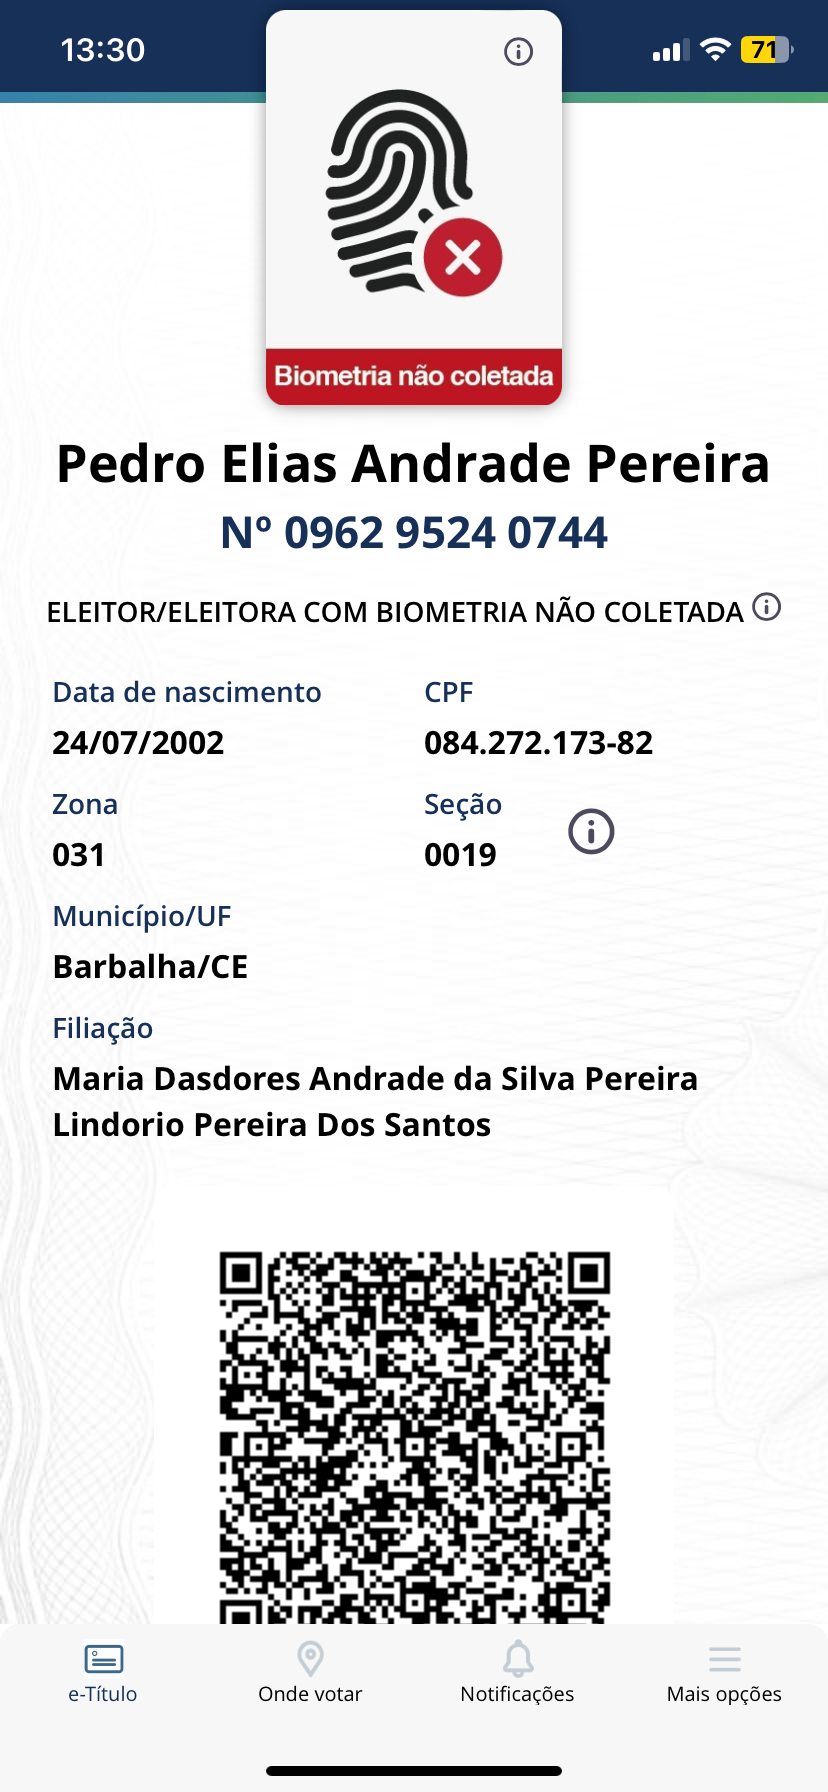 13:30
71
Biometria não coletada
Pedro Elias Andrade Pereira
Nº 0962 9524 0744
ELEITOR/ELEITORA COM BIOMETRIA NÃO COLETADA
Data de nascimento CPF
24/07/2002 084.272.173-82
Zona Seção
031 0019
Município/UF
Barbalha/CE
Filiação
Maria Dasdores Andrade da Silva Pereira
Lindorio Pereira Dos Santos
e-Título Onde votar Notificações Mais opções